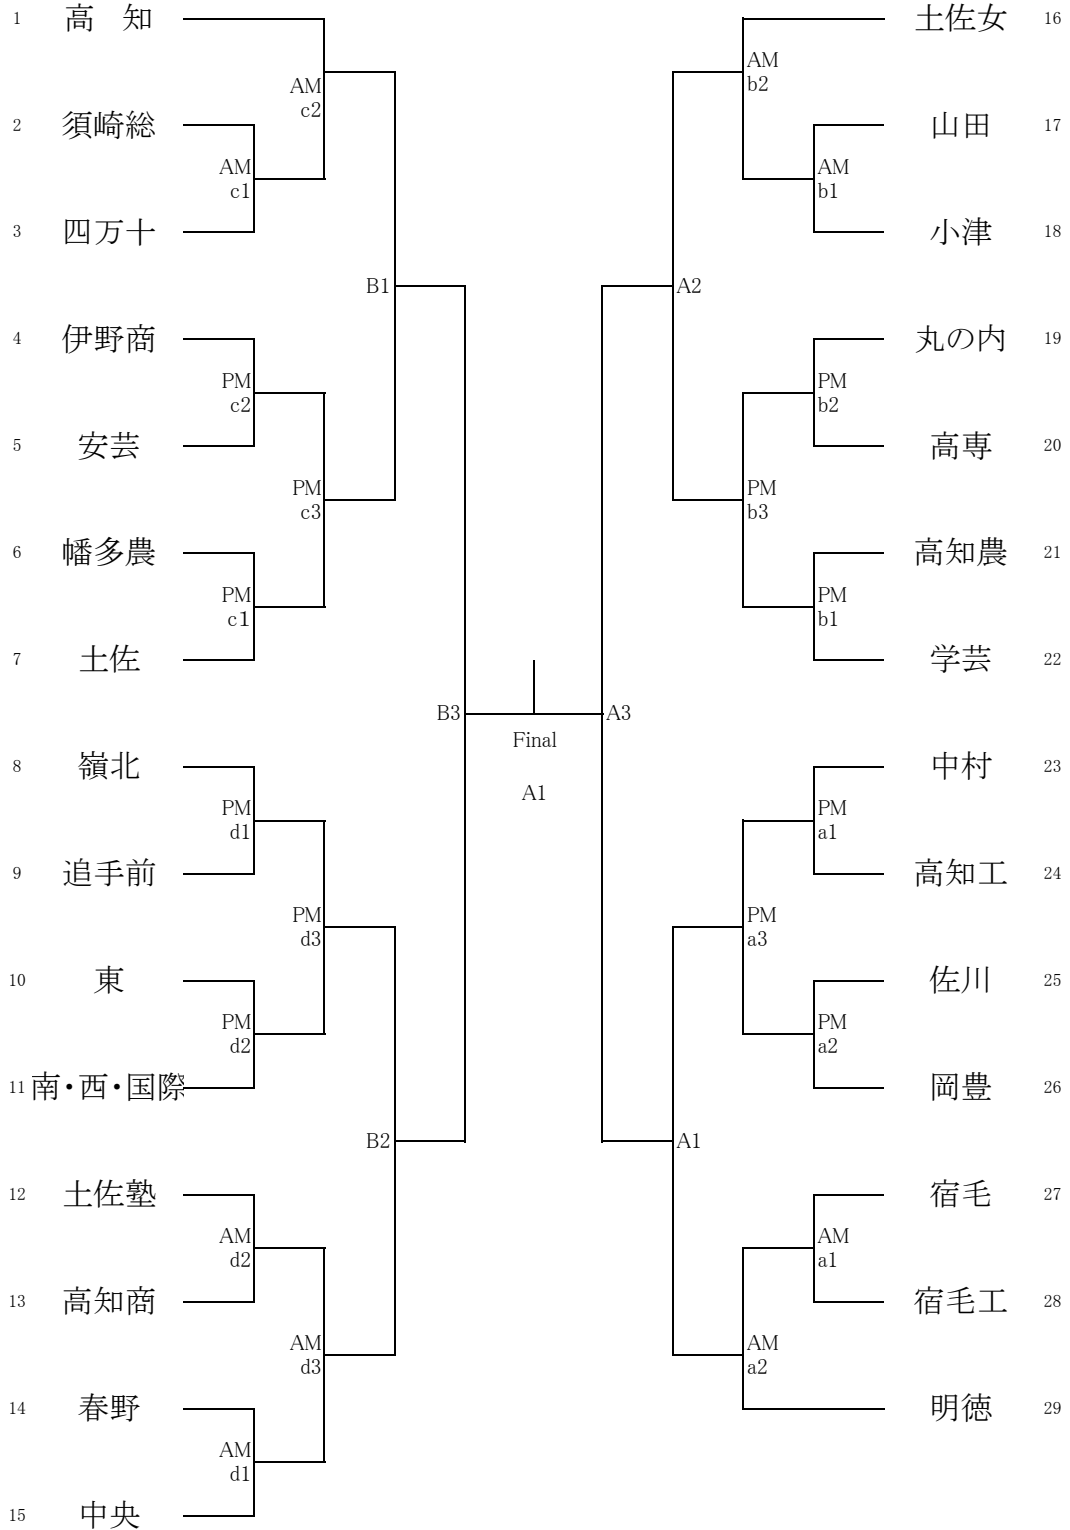 1 高 知
AM
c2
2 須崎総
AM
c1
3 四万十
B1
4 伊野商
PM
c2
5 安芸
PM
c3
6 幡多農
PM
c1
7 土佐
B3
8 嶺北
PM
d1
9 追手前
PM
d3
10 東
PM
d2
11 南・西・国際
B2
12 土佐塾
AM
d2
13 高知商
AM
d3
14 春野
AM
d1
15 中央
Final
A1
土佐女 16
AM
b2
山田 17
AM
b1
小津 18
A2
丸の内 19
PM
b2
高専 20
PM
b3
高知農 21
PM
b1
学芸 22
A3
中村 23
PM
a1
高知工 24
PM
a3
佐川 25
PM
a2
岡豊 26
A1
宿毛 27
AM
a1
宿毛工 28
AM
a2
明徳 29